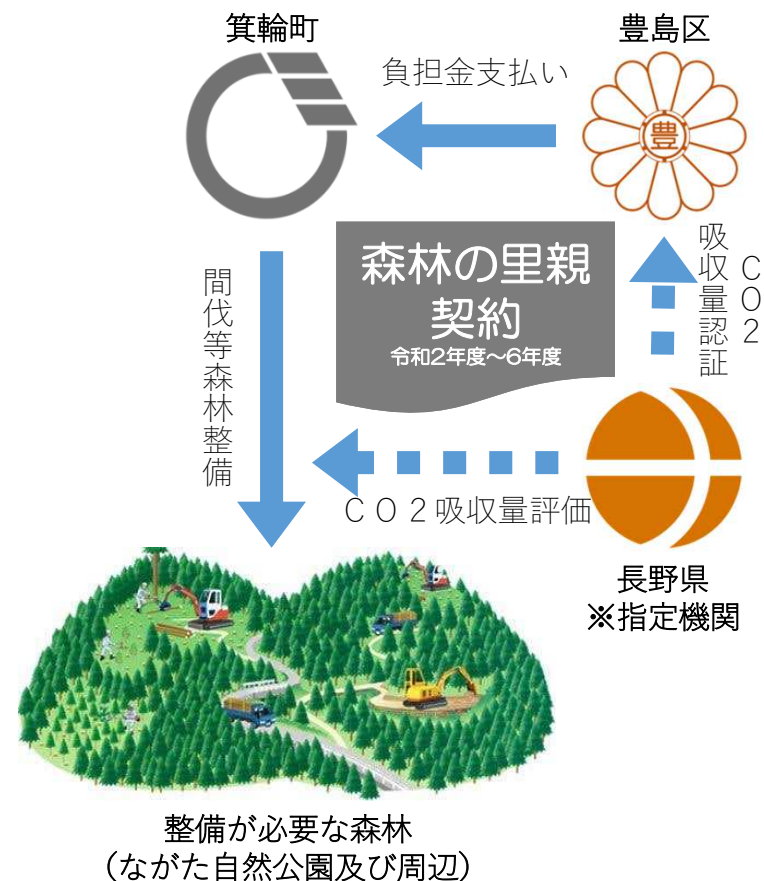 箕輪町
豊島区
負担金支払い
豊
森林の里親
契約
令和2年度～6年度
間伐等森林整備
CO2
吸収量認証
ＣＯ２吸収量評価
長野県
※指定機関
整備が必要な森林
(ながた自然公園及び周辺)